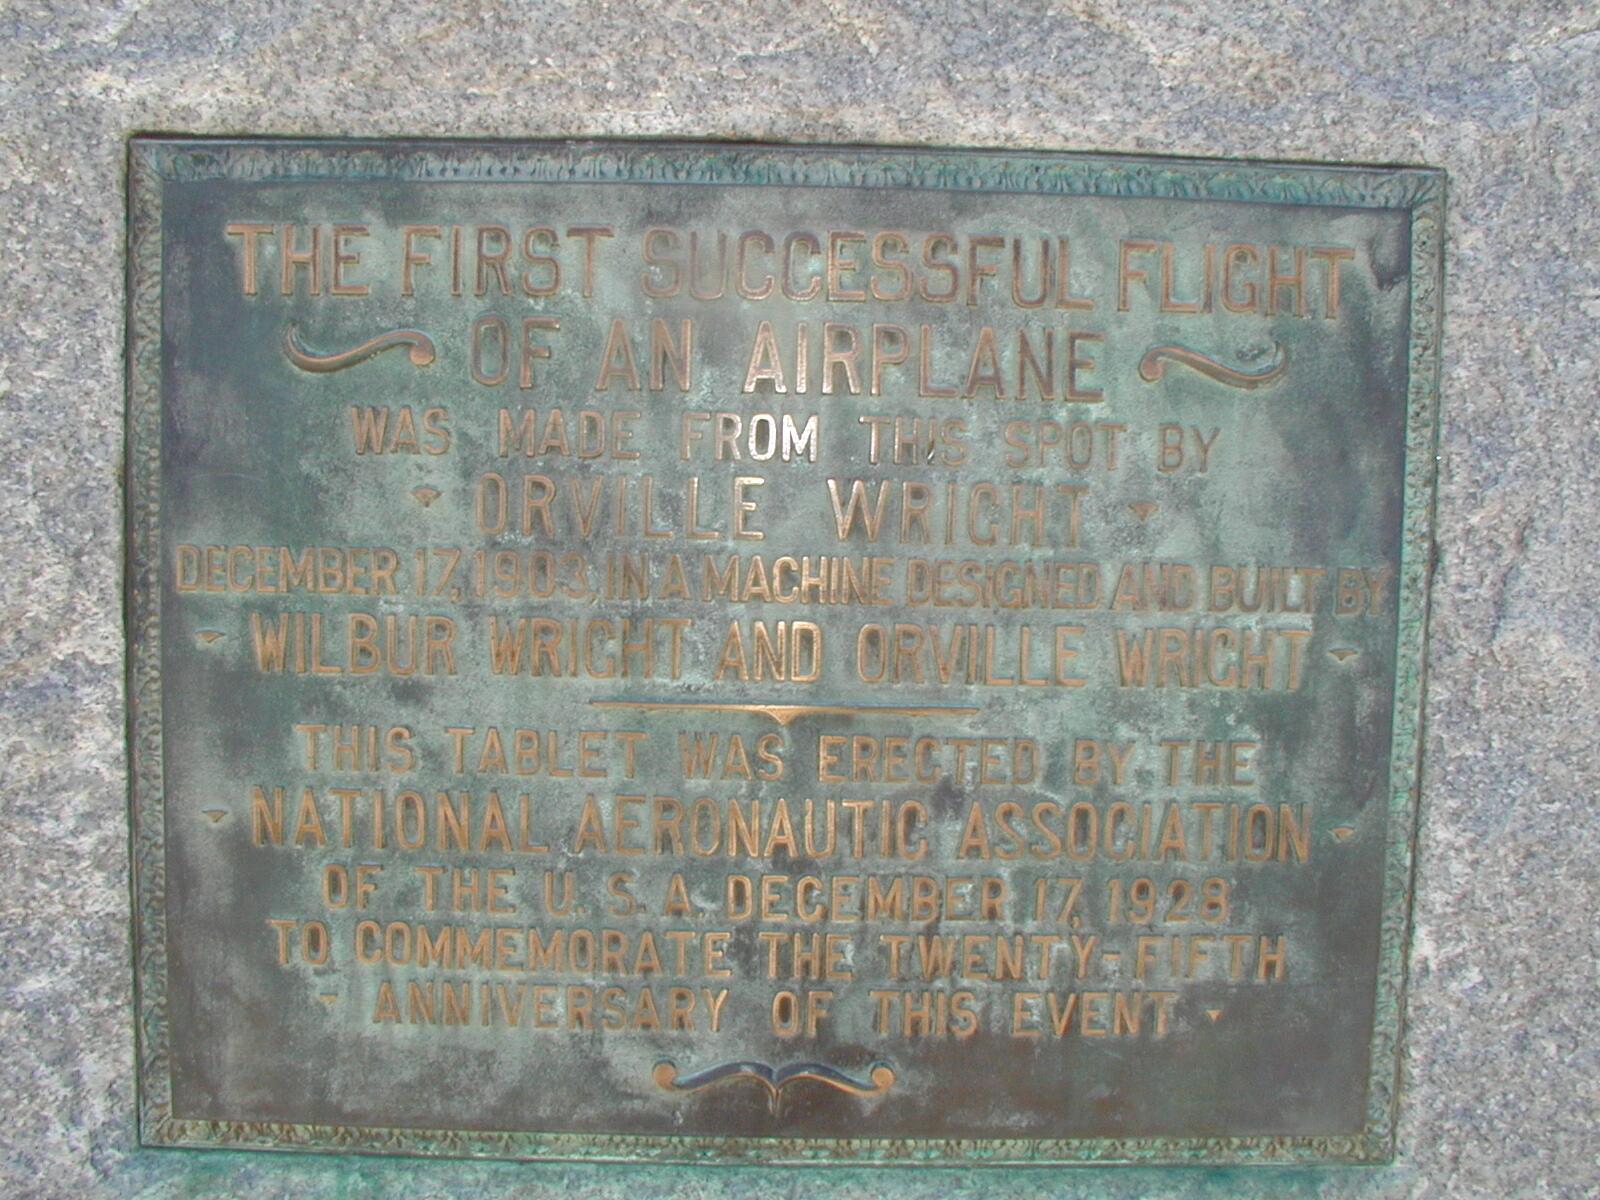 THE FIRST SUCCESSFUL FLIGHT
OF AN AIRPLANE
WAS MADE FROM THIS SPOT BY
ORVILLE WRIGHT
DECEMBER 17, 1903, IN A MACHINE DESIGNED AND BUILT BY
WILBUR WRIGHT AND ORVILLE WRIGHT
THIS TABLET WAS ERECTED BY THE
NATIONAL AERONAUTIC ASSOCIATION
OF THE U. S. A. DECEMBER 17, 1928
TO COMMEMORATE THE TWENTY-FIFTH
ANNIVERSARY OF THIS EVENT